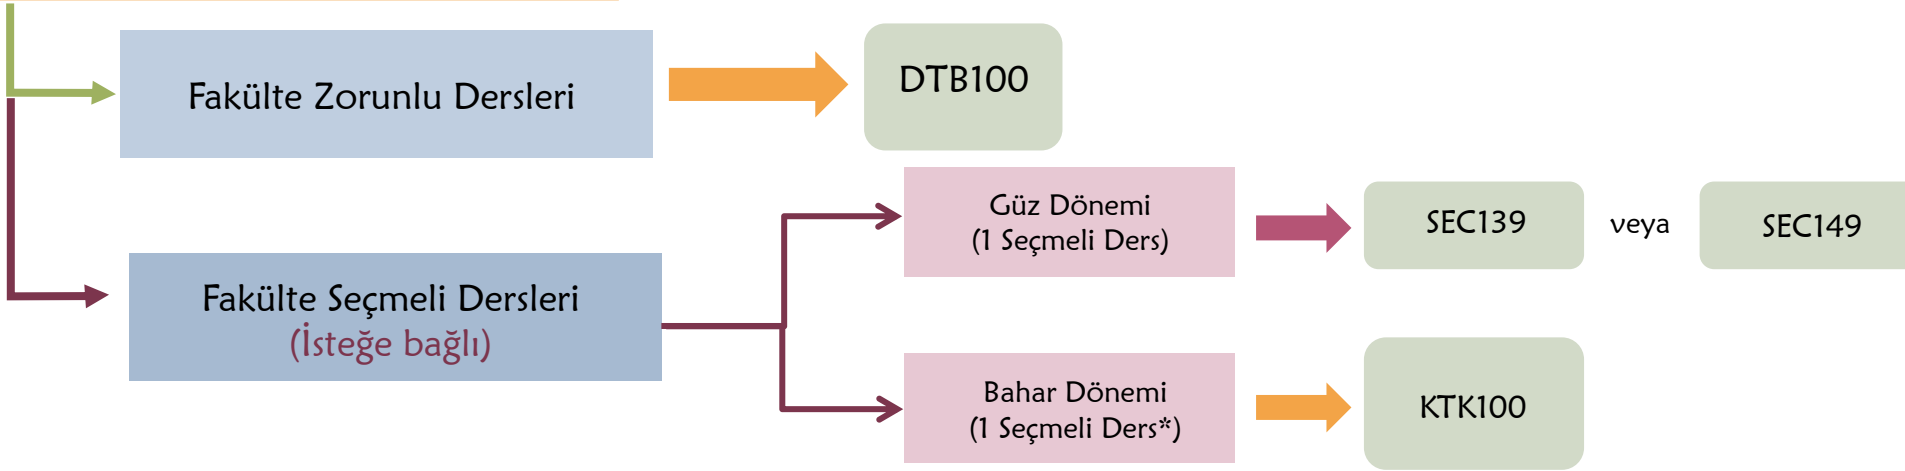 Fakülte Zorunlu Dersleri
DTB100
Fakülte Seçmeli Dersleri
(İsteğe bağlı)
Güz Dönemi
(1 Seçmeli Ders)
SEC139
veya
SEC149
Bahar Dönemi
(1 Seçmeli Ders*)
KTK100